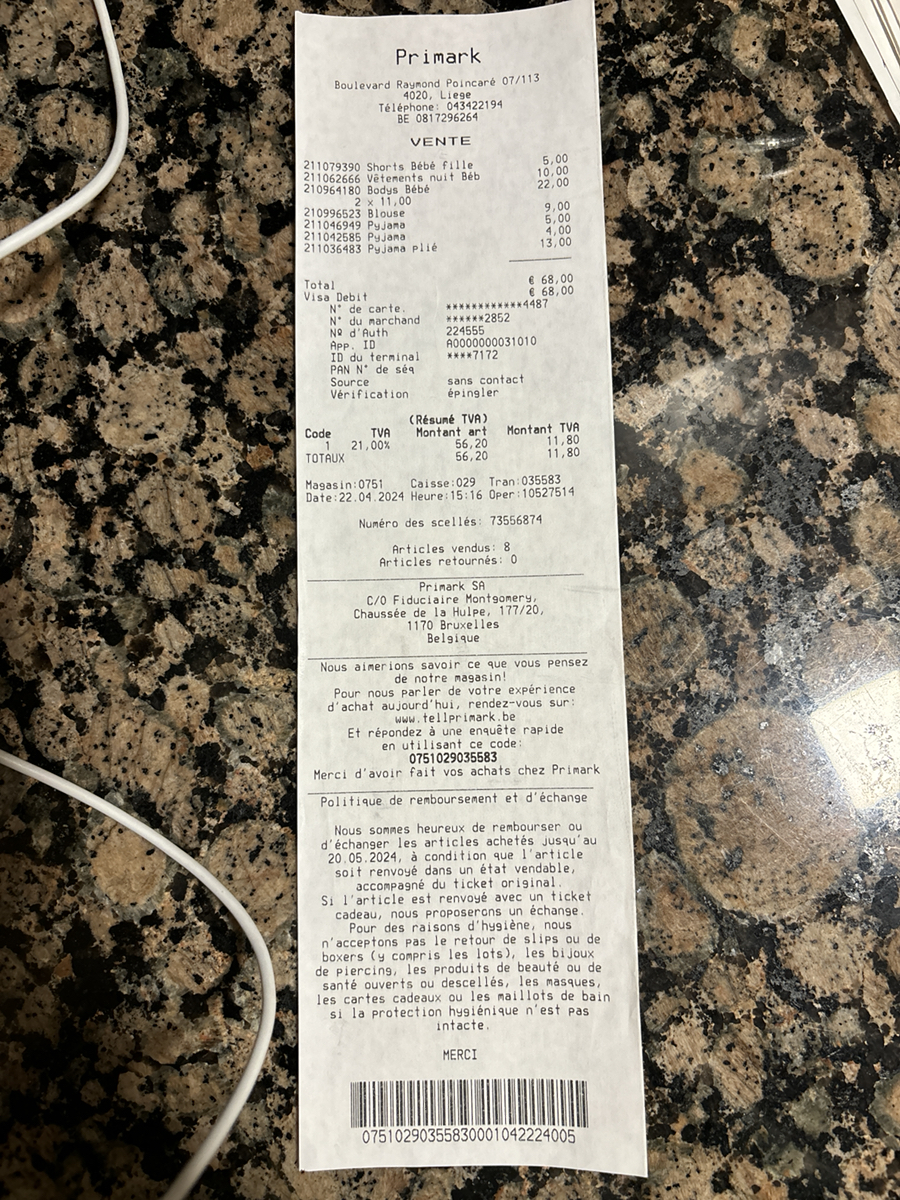 Primark
Boulevard Raymond Poincaré 07/113
4020, Liege
Téléphone: 043422194
BE 0817296264
VENTE
211079390 Shorts Bébé fille 5,00
211062666 Vêtements nuit Béb 10,00
210964180 Bodys Bébé 22,00
2 x 11,00
210996523 Blouse 9,00
211046949 Pyjama 5,00
211042585 Pyjama 4,00
211036483 Pyjama plié 13,00
Total € 68,00
Visa Debit € 68,00
N° de carte. ************4487
N° du marchand ******2852
Nº d'Auth 224555
App. ID A0000000031010
ID du terminal ****7172
PAN N° de séq
Source sans contact
Vérification épingler
(Résumé TVA)
Code TVA Montant art Montant TVA
1 21,00% 56,20 11,80
TOTAUX 56,20 11,80
Magasin:0751 Caisse:029 Tran:035583
Date:22.04.2024 Heure:15:16 Oper:10527514
Numéro des scellés: 73556874
Articles vendus: 8
Articles retournés: 0
Primark SA
C/O Fiduciaire Montgomery,
Chaussée de la Hulpe, 177/20,
1170 Bruxelles
Belgique
Nous aimerions savoir ce que vous pensez
de notre magasin!
Pour nous parler de votre expérience
d'achat aujourd'hui, rendez-vous sur:
www.tellprimark.be
Et répondez à une enquête rapide
en utilisant ce code:
0751029035583
Merci d'avoir fait vos achats chez Primark
Politique de remboursement et d'échange
Nous sommes heureux de rembourser ou
d'échanger les articles achetés jusqu'au
20.05.2024, à condition que l'article
soit renvoyé dans un état vendable,
accompagné du ticket original.
Si l'article est renvoyé avec un ticket
cadeau, nous proposerons un échange.
Pour des raisons d'hygiène, nous
n'acceptons pas le retour de slips ou de
boxers (y compris les lots), les bijoux
de piercing, les produits de beauté ou de
santé ouverts ou descellés, les masques,
les cartes cadeaux ou les maillots de bain
si la protection hygiénique n'est pas
intacte.
MERCI
07510290355830001042224005